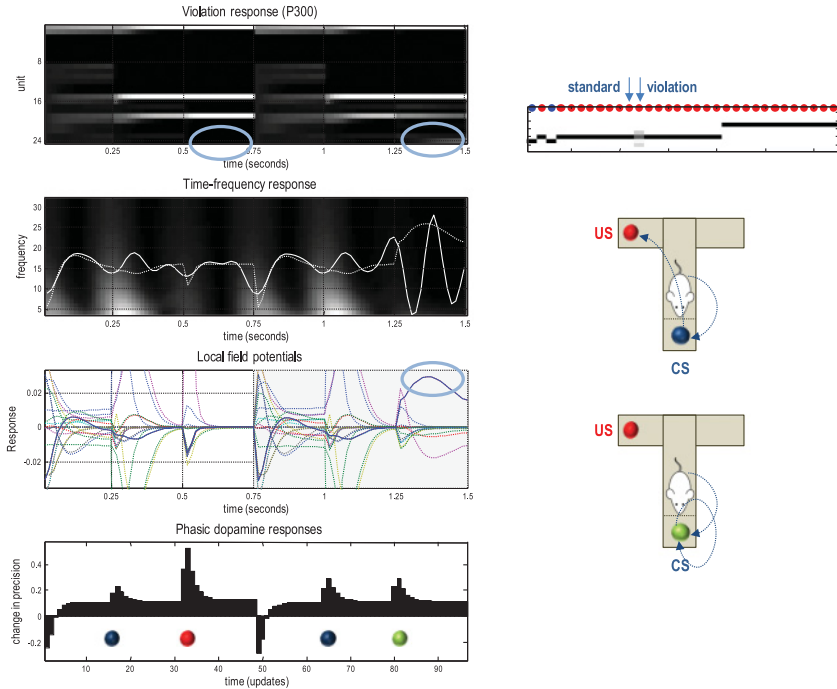 Violation response (P300)
unit
8
16
24
0.25
0.5
0.75
1
1.25
1.5
time (seconds)
Time-frequency response
frequency
30
25
20
15
10
5
0.25
0.5
0.75
1
1.25
1.5
time (seconds)
Local field potentials
Response
0.02
0
-0.02
0.25
0.5
0.75
1
1.25
1.5
time (seconds)
Phasic dopamine responses
change in precision
0.4
0.2
0
-0.2
10
20
30
40
50
60
70
80
90
time (updates)
standard
violation
US
CS
US
CS